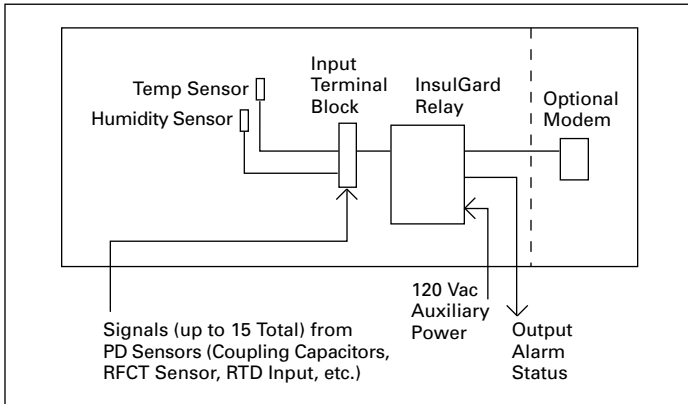 Input
Terminal
Block
Temp Sensor
Humidity Sensor
InsulGard
Relay
Optional
Modem
120 Vac
Auxiliary
Power
Signals (up to 15 Total) from
PD Sensors (Coupling Capacitors,
RFCT Sensor, RTD Input, etc.)
Output
Alarm
Status